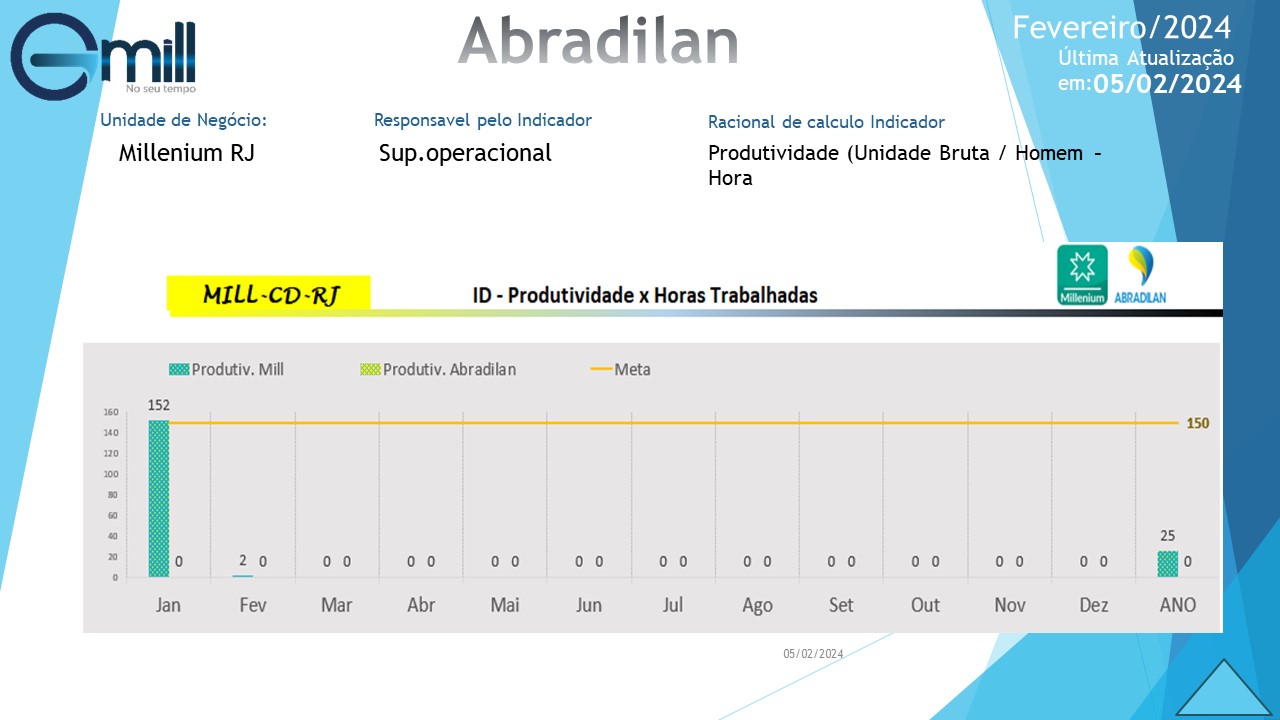 emill
No seu tempo
Abradilan
Fevereiro/2024
Última Atualização
em:05/02/2024
Unidade de Negócio:
Millenium RJ
Responsavel pelo Indicador
Sup.operacional
Racional de calculo Indicador
Produtividade (Unidade Bruta / Homem –
Hora
MILL-CD-RJ
ID - Produtividade x Horas Trabalhadas
Millenium
ABRADILAN
Produtiv. Mill Produtiv. Abradilan Meta
160
140
120
100
80
60
40
20
0
152
150
25
0 2 0 0 0 0 0 0 0 0 0 0 0 0 0 0 0 0 0 0 0 0 0 0
Jan Fev Mar Abr Mai Jun Jul Ago Set Out Nov Dez ANO
05/02/2024